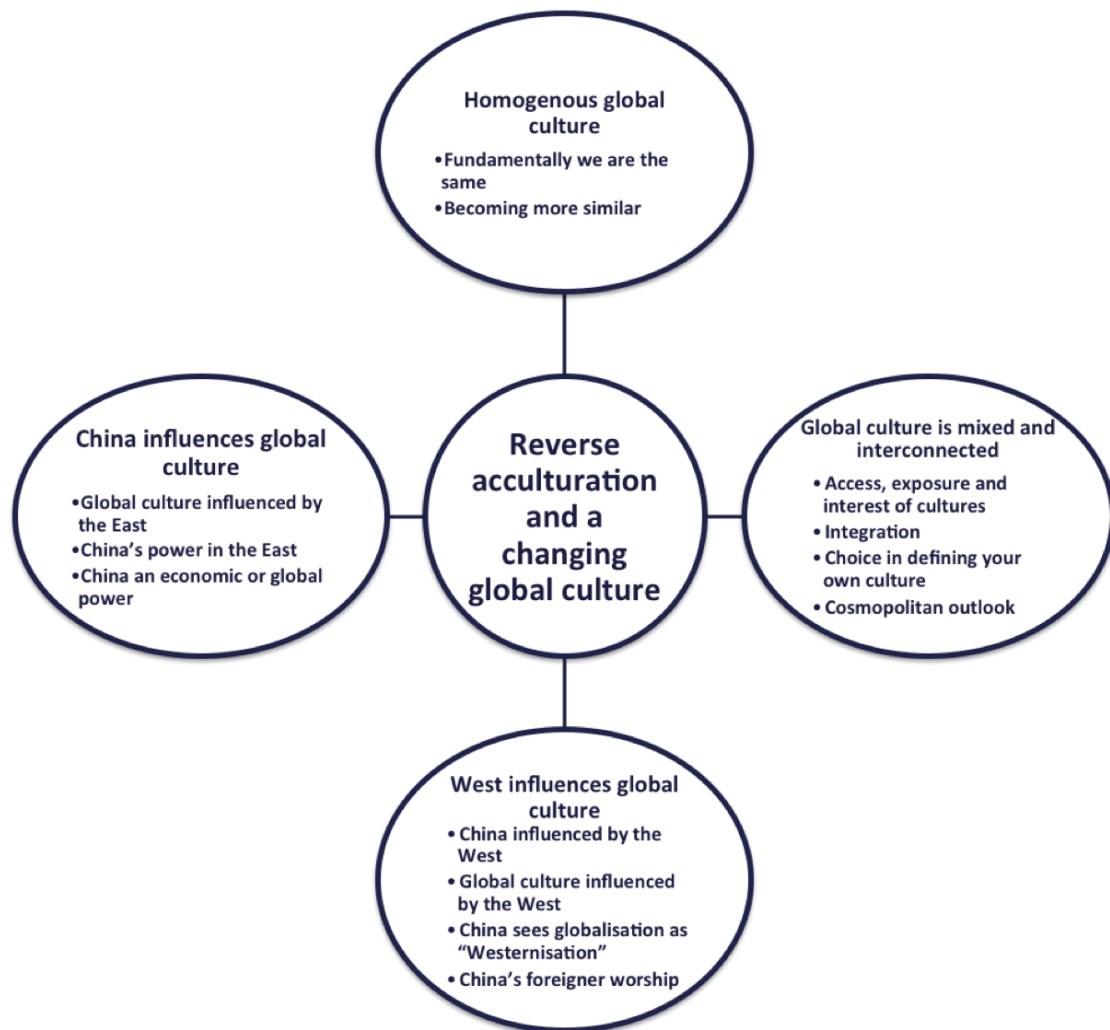 Homogenous global
culture
•Fundamentally we are the
same
•Becoming more similar
China influences global
culture
•Global culture influenced by
the East
•China's power in the East
•China an economic or global
power
Reverse
acculturation
and a
changing
global culture
Global culture is mixed and
interconnected
• Access, exposure and
interest of cultures
• Integration
• Choice in defining your
own culture
• Cosmopolitan outlook
West influences global
culture
• China influenced by the
West
• Global culture influenced
by the West
• China sees globalisation as
“Westernisation”
• China's foreigner worship